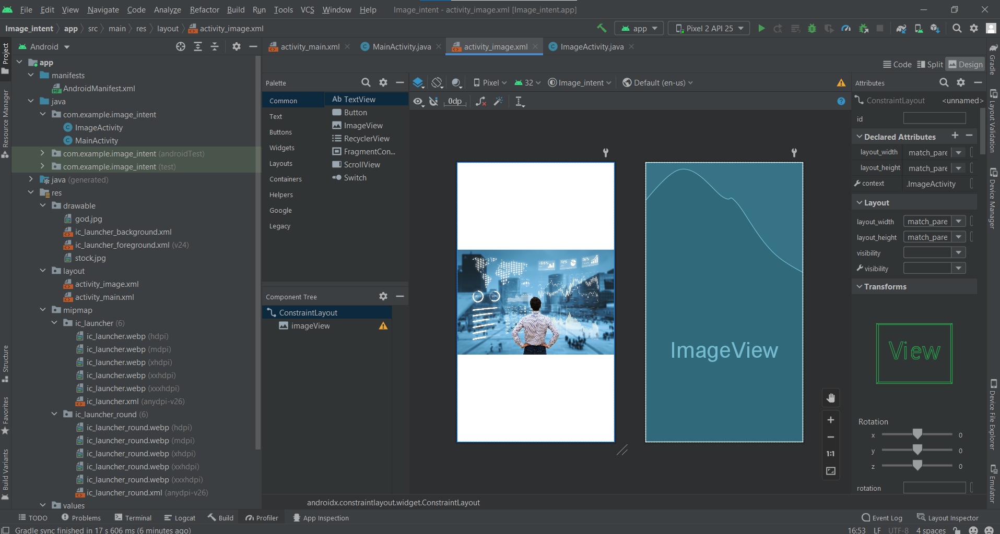 File Edit View Navigate Code Analyze Refactor Build Run Tools VCS Window Help Image_intent - activity_image.xml [Image_intent.app]
Image_intent app src main res layout activity_image.xml app Pixel 2 API 25
Project
Resource Manager
Structure
Favorites
Build Variants
Android
app
manifests
AndroidManifest.xml
java
com.example.image_intent
ImageActivity
MainActivity
com.example.image_intent (androidTest)
com.example.image_intent (test)
java (generated)
res
drawable
god.jpg
ic_launcher_background.xml
ic_launcher_foreground.xml (v24)
stock.jpg
layout
activity_image.xml
activity_main.xml
mipmap
ic_launcher (6)
ic_launcher.webp (hdpi)
ic_launcher.webp (mdpi)
ic_launcher.webp (xhdpi)
ic_launcher.webp (xxhdpi)
ic_launcher.webp (xxxhdpi)
ic_launcher.xml (anydpi-v26)
ic_launcher_round (6)
ic_launcher_round.webp (hdpi)
ic_launcher_round.webp (mdpi)
ic_launcher_round.webp (xhdpi)
ic_launcher_round.webp (xxhdpi)
ic_launcher_round.webp (xxxhdpi)
ic_launcher_round.xml (anydpi-v26)
values
activity_main.xml MainActivity.java activity_image.xml ImageActivity.java
Code Split Design
Palette
Common
Text
Buttons
Widgets
Layouts
Containers
Helpers
Google
Legacy
Ab TextView
Button
ImageView
RecyclerView
FragmentCon...
ScrollView
Switch
Component Tree
ConstraintLayout
imageView
Pixel 32 Image_intent Default (en-us)
0dp
ImageView
1:1
androidx.constraintlayout.widget.ConstraintLayout
Attributes
ConstraintLayout <unnamed>
id
Declared Attributes
layout_width match_pare
layout_height match_pare
context .ImageActivity
Layout
layout_width match_pare
layout_height match_pare
visibility
visibility
Transforms
View
Rotation
x 0
y 0
z 0
rotation
Gradle
Layout Validation
Device Manager
Device File Explorer
Emulator
TODO Problems Terminal Logcat Build Profiler App Inspection Event Log Layout Inspector
Gradle sync finished in 17 s 606 ms (6 minutes ago) 16:53 LF UTF-8 4 spaces